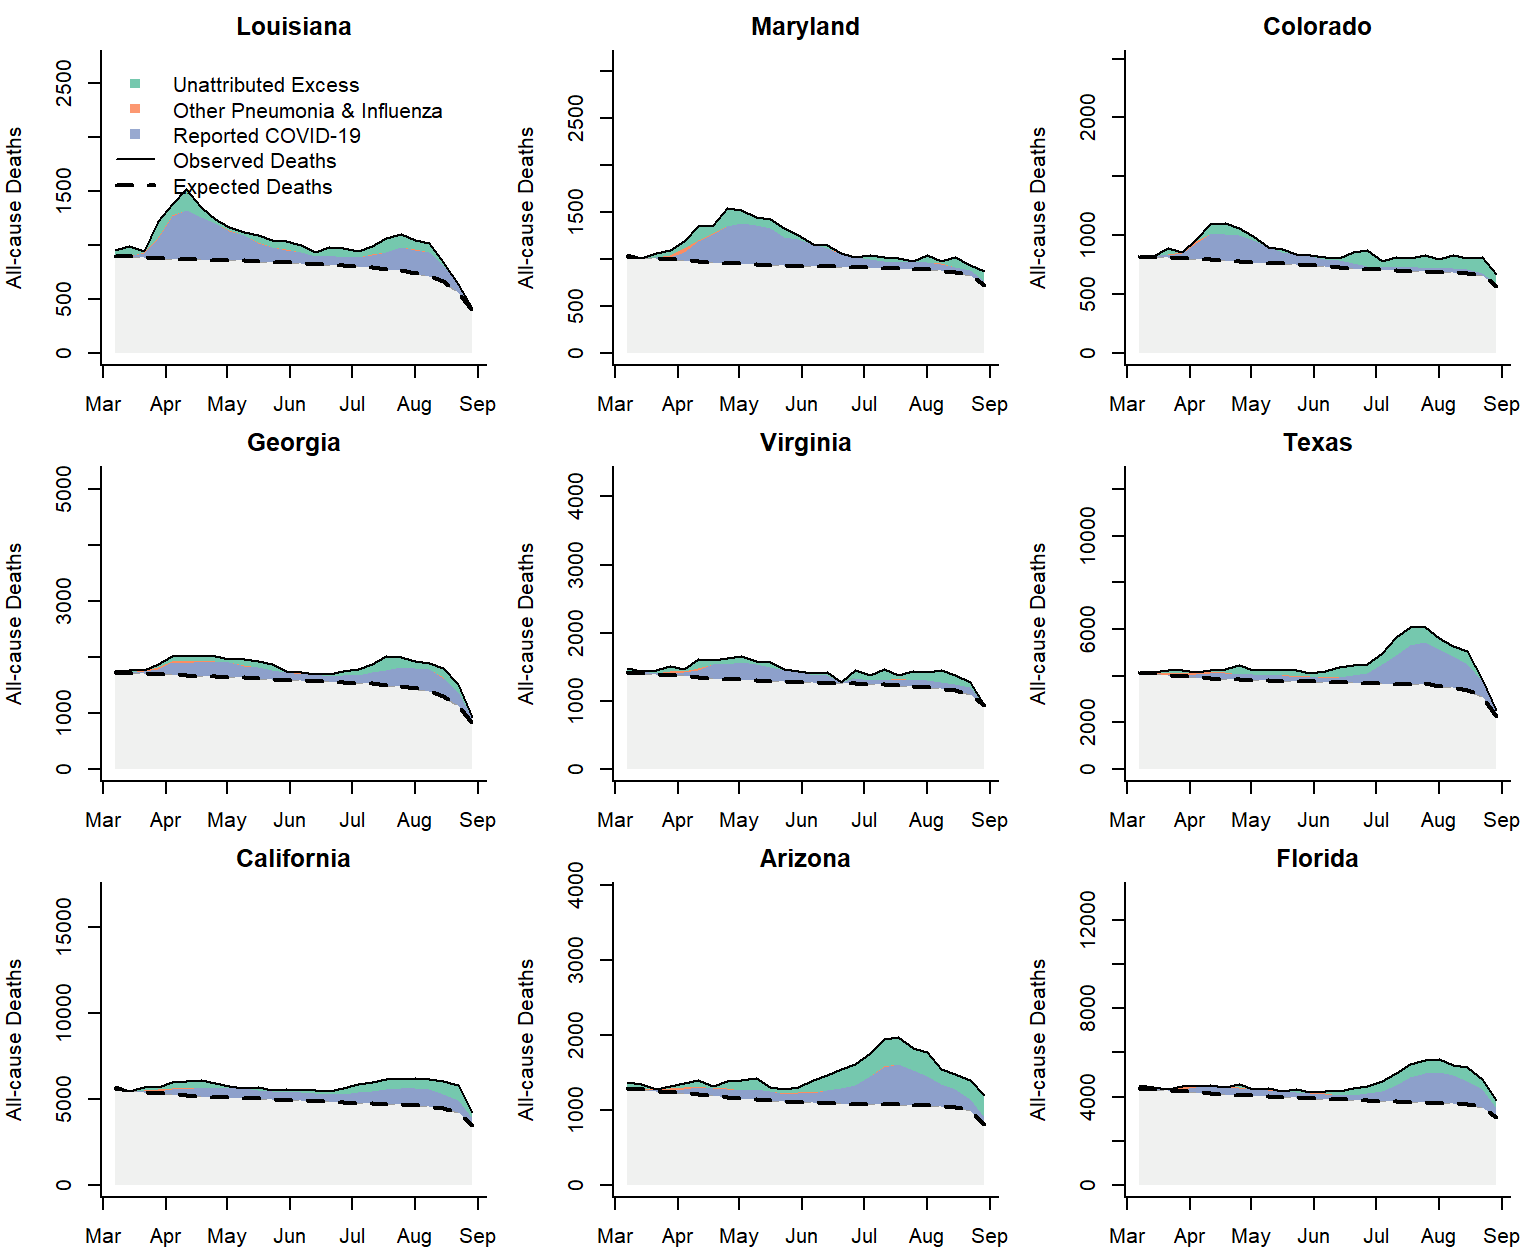 Louisiana
All-cause Deaths
0
500
1500
2500
Unattributed Excess
Other Pneumonia & Influenza
Reported COVID-19
Observed Deaths
Expected Deaths
Mar Apr May Jun Jul Aug Sep
Maryland
All-cause Deaths
0
500
1500
2500
Mar Apr May Jun Jul Aug Sep
Colorado
All-cause Deaths
0
500
1000
2000
Mar Apr May Jun Jul Aug Sep
Georgia
All-cause Deaths
0
1000
3000
5000
Mar Apr May Jun Jul Aug Sep
Virginia
All-cause Deaths
0
1000
2000
3000
4000
Mar Apr May Jun Jul Aug Sep
Texas
All-cause Deaths
0
2000
6000
10000
Mar Apr May Jun Jul Aug Sep
California
All-cause Deaths
0
5000
10000
15000
Mar Apr May Jun Jul Aug Sep
Arizona
All-cause Deaths
0
1000
2000
3000
4000
Mar Apr May Jun Jul Aug Sep
Florida
All-cause Deaths
0
4000
8000
12000
Mar Apr May Jun Jul Aug Sep